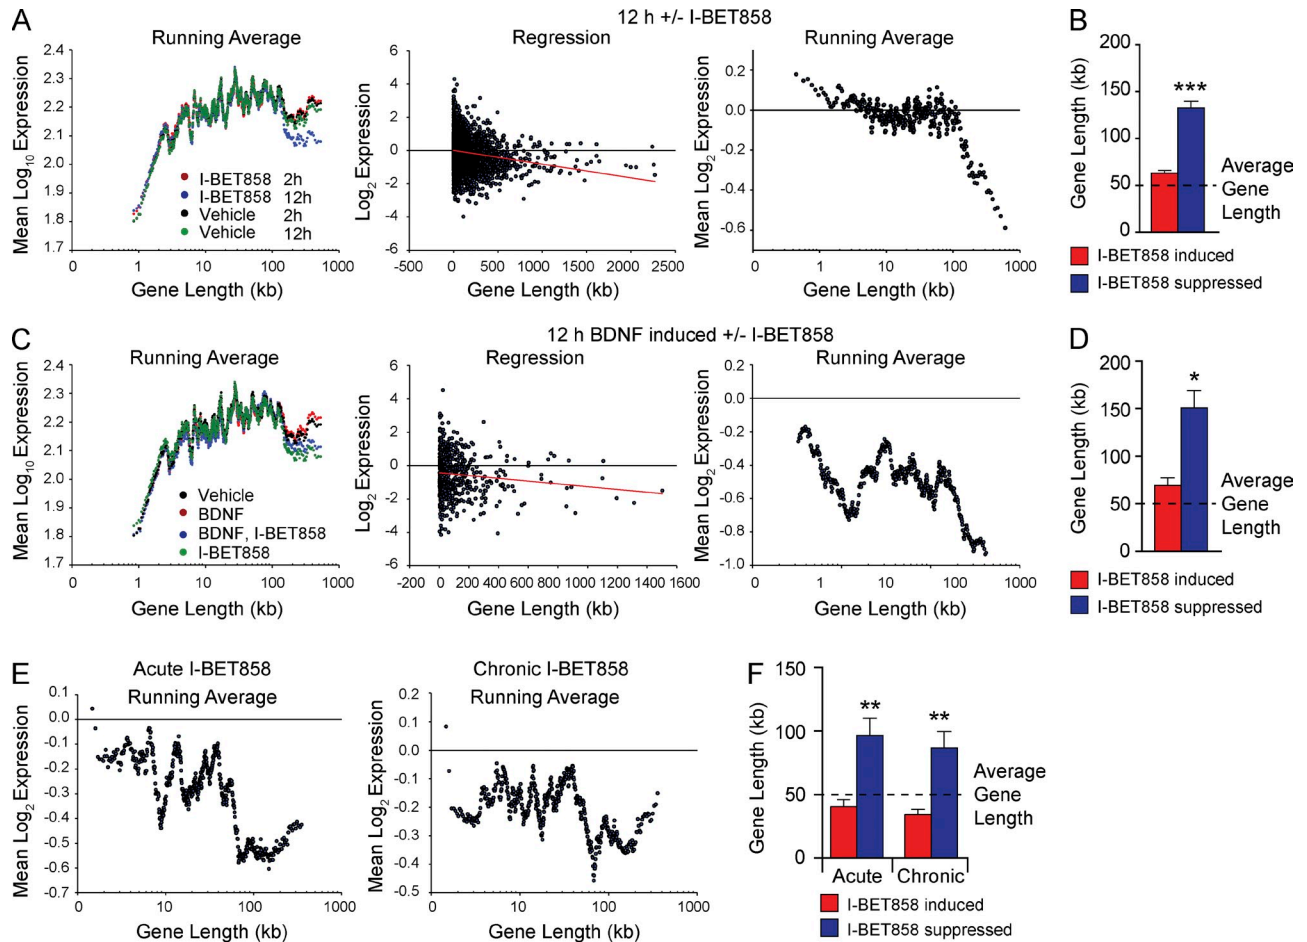 A
12 h +/- I-BET858
Running Average
Mean Log10 Expression
2.4
2.3
2.2
2.1
2.0
1.9
1.8
1.7
I-BET858 2h
I-BET858 12h
Vehicle 2h
Vehicle 12h
0 1 10 100 1000
Gene Length (kb)
Regression
Log2 Expression
6
4
2
0
-2
-4
-6
-500 0 500 1000 1500 2000 2500
Gene Length (kb)
Running Average
Mean Log2 Expression
0.2
0.0
-0.2
-0.4
-0.6
0 1 10 100 1000
Gene Length (kb)
B
Gene Length (kb)
200
150
100
50
0
***
Average
Gene
Length
I-BET858 induced
I-BET858 suppressed
C
12 h BDNF induced +/- I-BET858
Running Average
Mean Log10 Expression
2.4
2.3
2.2
2.1
2.0
1.9
1.8
1.7
Vehicle
BDNF
BDNF, I-BET858
I-BET858
0 1 10 100 1000
Gene Length (kb)
Regression
Log2 Expression
6
4
2
0
-2
-4
-6
-200 0 200 400 600 800 1000 1200 1400 1600
Gene Length (kb)
Running Average
Mean Log2 Expression
0.2
0.0
-0.2
-0.4
-0.6
-0.8
-1.0
0 1 10 100 1000
Gene Length (kb)
D
Gene Length (kb)
200
150
100
50
0
*
Average
Gene
Length
I-BET858 induced
I-BET858 suppressed
E
Acute I-BET858
Running Average
Mean Log2 Expression
0.1
0.0
-0.1
-0.2
-0.3
-0.4
-0.5
-0.6
-0.7
0 10 100 1000
Gene Length (kb)
Chronic I-BET858
Running Average
Mean Log2 Expression
0.2
0.1
0.0
-0.1
-0.2
-0.3
-0.4
-0.5
0 10 100 1000
Gene Length (kb)
F
Gene Length (kb)
150
100
50
0
**
**
Average
Gene
Length
Acute Chronic
I-BET858 induced
I-BET858 suppressed